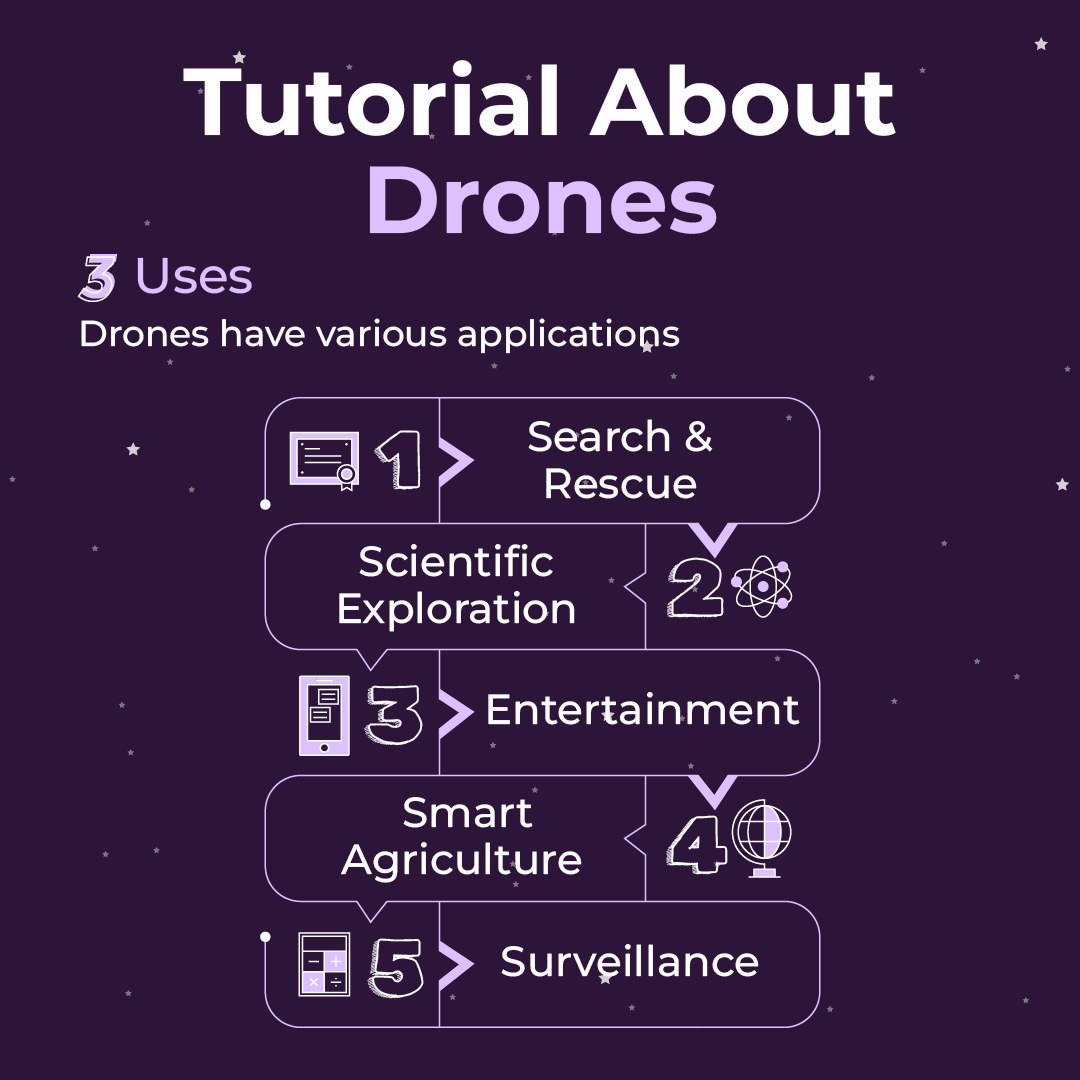 Tutorial About
Drones
3 Uses
Drones have various applications
1 Search &
Rescue
Scientific
Exploration 2
3 Entertainment
Smart
Agriculture 4
5 Surveillance